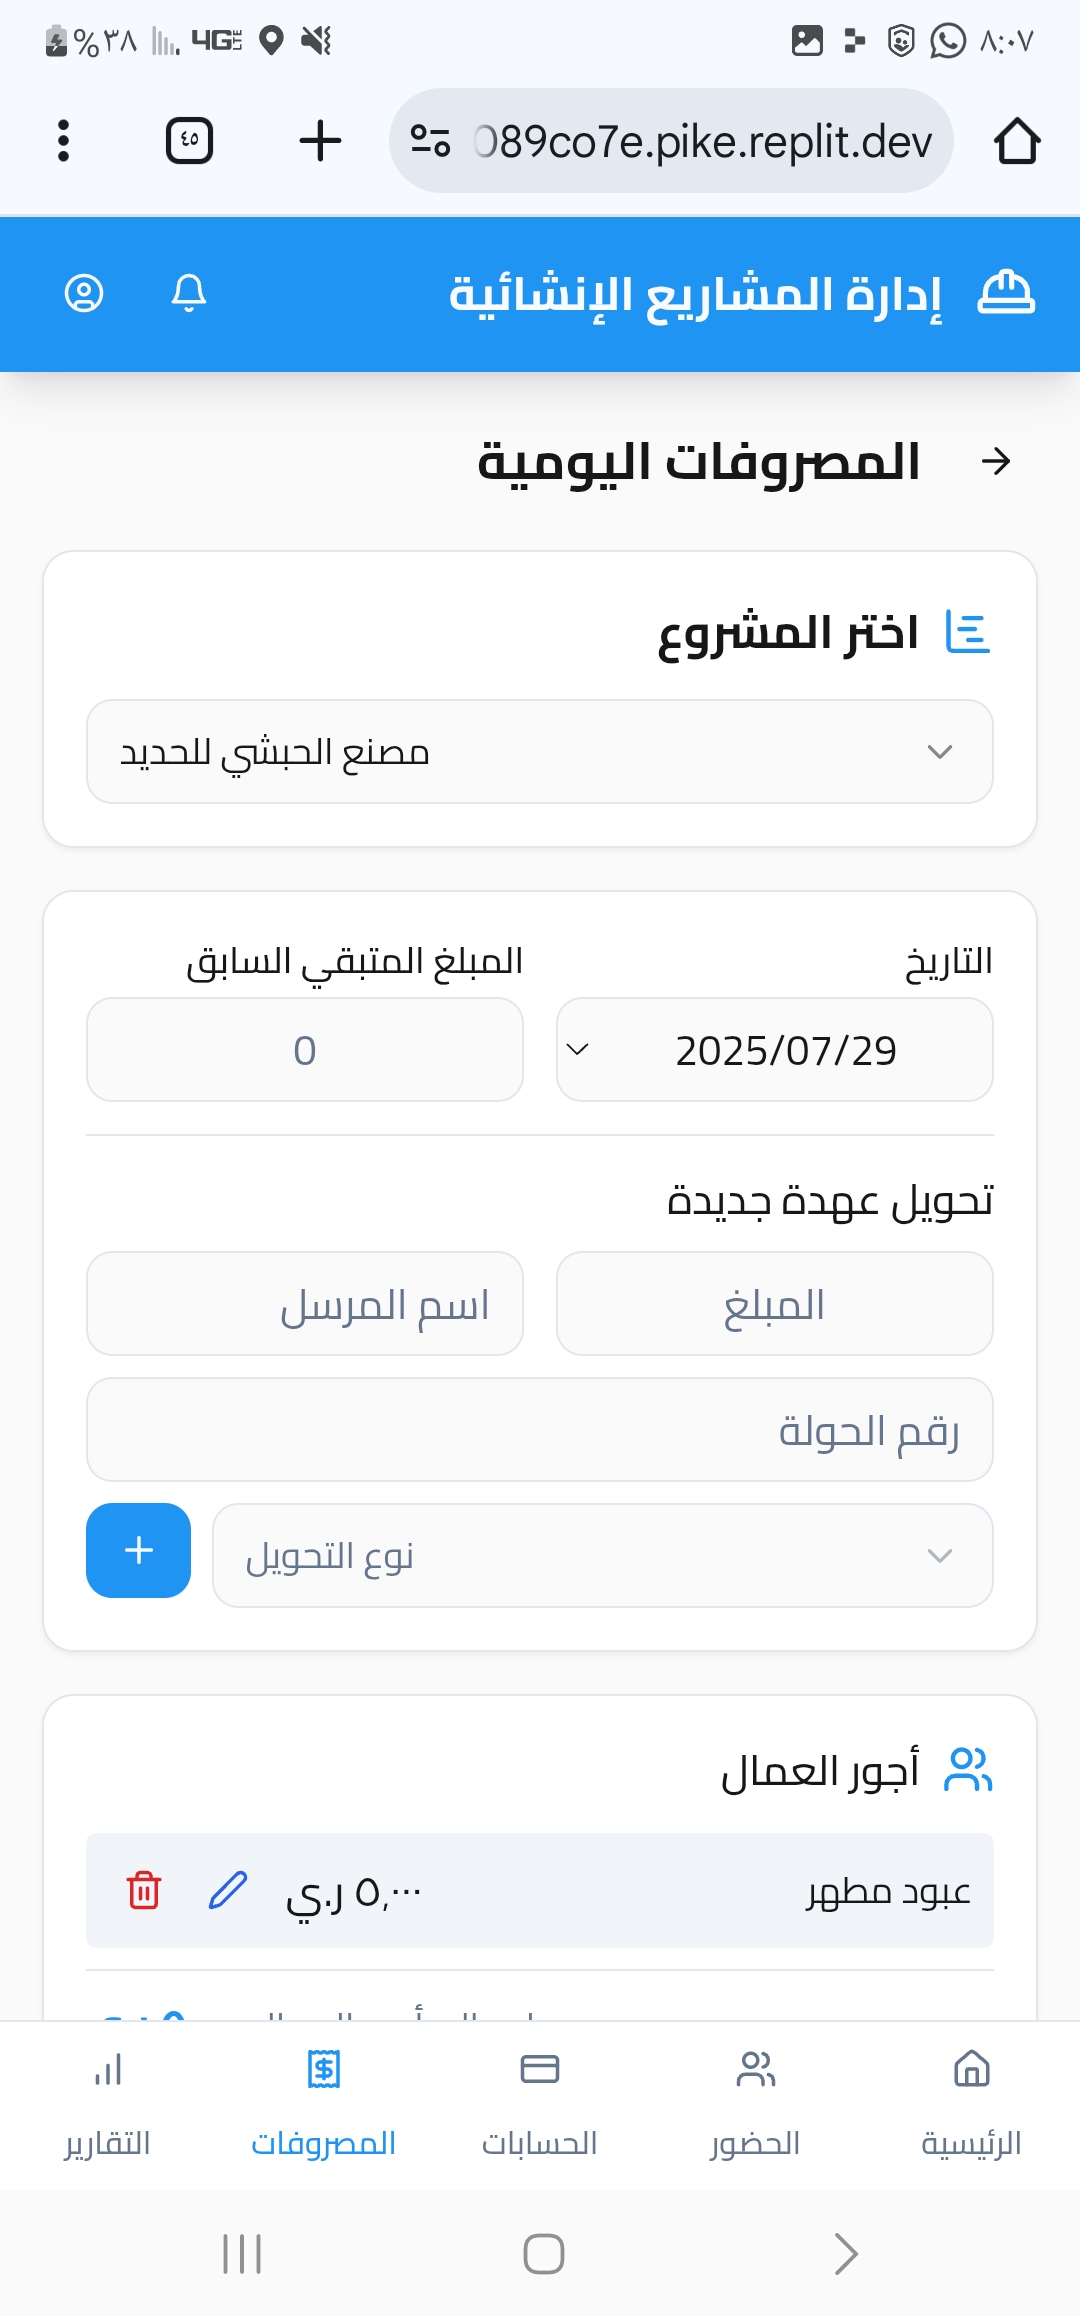 ٨:٠٧
4G LTE
%٣٨
089co7e.pike.replit.dev
٤٥
إدارة المشاريع الإنشائية
المصروفات اليومية
اختر المشروع
مصنع الحبشي للحديد
التاريخ
المبلغ المتبقي السابق
2025/07/29
0
تحويل عهدة جديدة
المبلغ
اسم المرسل
رقم الحولة
نوع التحويل
أجور العمال
عبود مطهر
٥,٠٠٠ ر.ي
الرئيسية
الحضور
الحسابات
المصروفات
التقارير